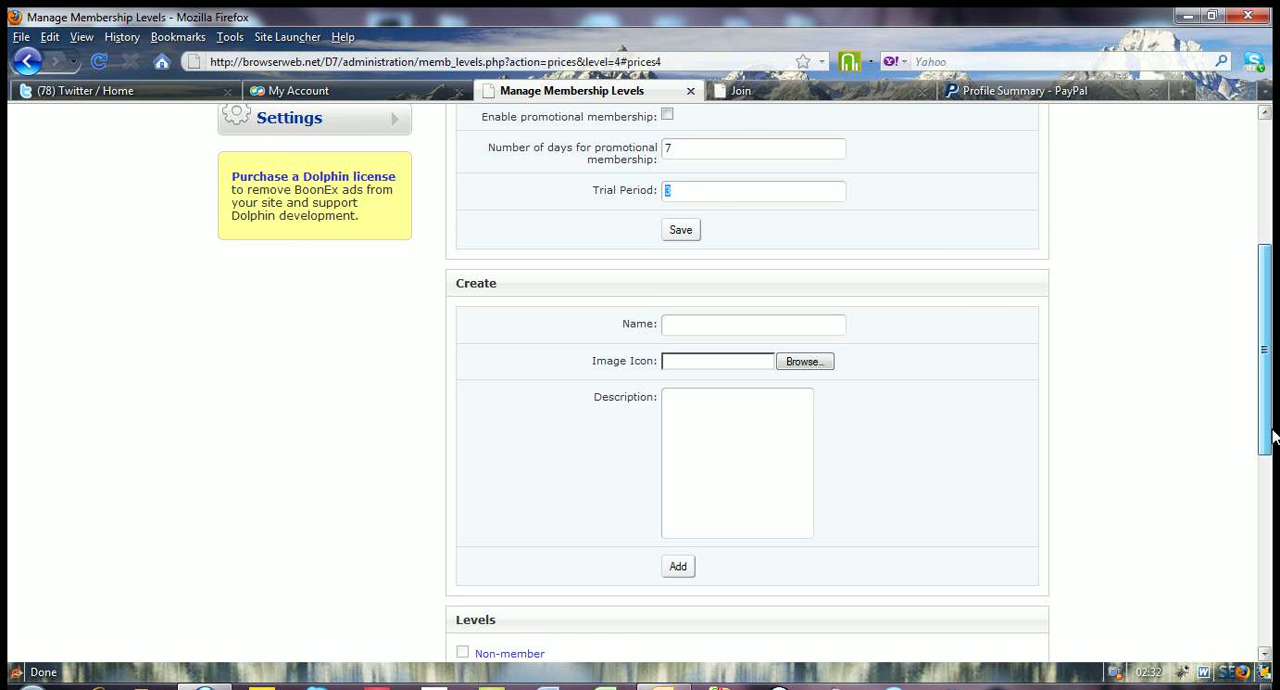 Manage Membership Levels - Mozilla Firefox
File Edit View History Bookmarks Tools Site Launcher Help
http://browserweb.net/D7/administration/memb_levels.php?action=prices&level=4#prices4
Yahoo
(78) Twitter / Home
My Account
Manage Membership Levels
Join
Profile Summary - PayPal
Settings
Enable promotional membership:
Purchase a Dolphin license
to remove BoonEx ads from
your site and support
Dolphin development.
Number of days for promotional
membership:
7
Trial Period:
3
Save
Create
Name:
Image Icon:
Browse...
Description:
Add
Levels
Non-member
Done
02:32